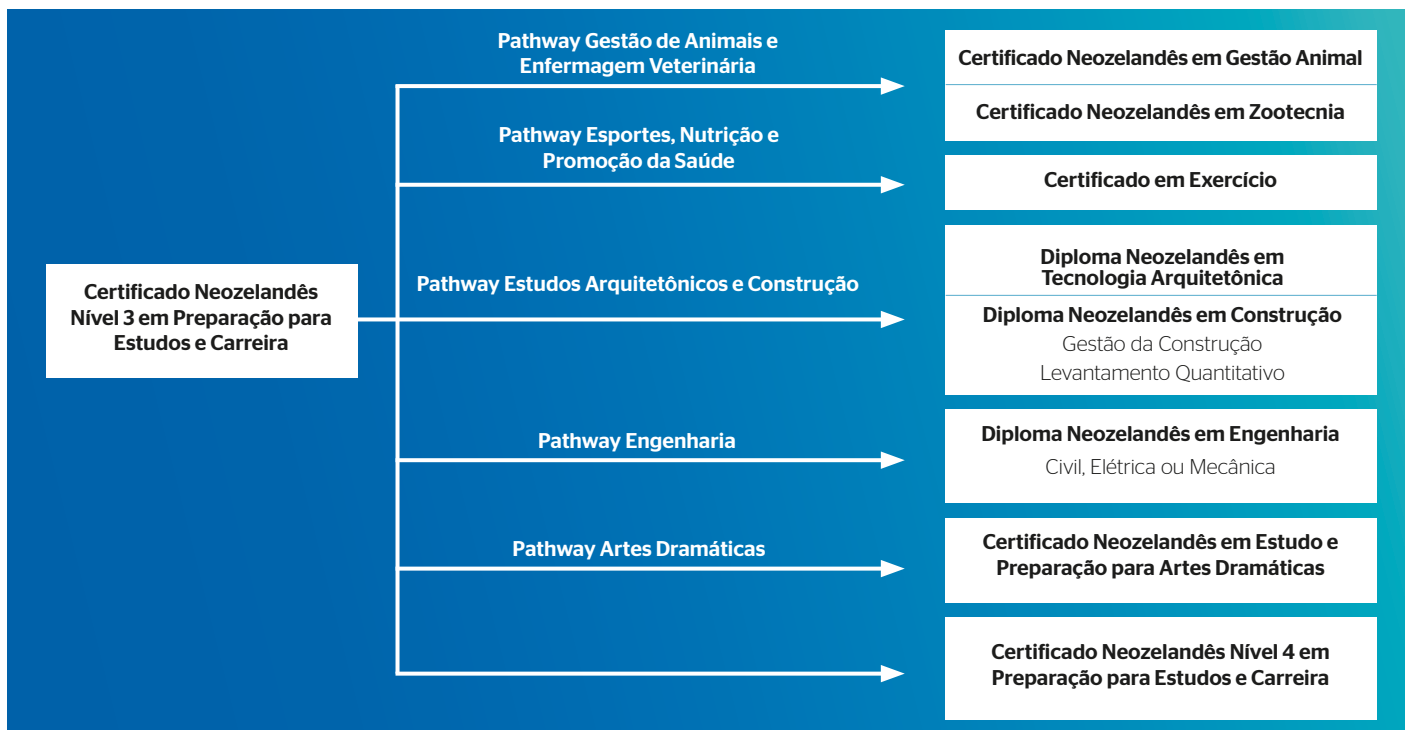 Pathway Gestão de Animais e
Enfermagem Veterinária
Certificado Neozelandês em Gestão Animal
Certificado Neozelandês em Zootecnia
Pathway Esportes, Nutrição e
Promoção da Saúde
Certificado em Exercício
Certificado Neozelandês
Nível 3 em Preparação para
Estudos e Carreira
Pathway Estudos Arquitetônicos e Construção
Diploma Neozelandês em
Tecnologia Arquitetônica
Diploma Neozelandês em Construção
Gestão da Construção
Levantamento Quantitativo
Pathway Engenharia
Diploma Neozelandês em Engenharia
Civil, Elétrica ou Mecânica
Pathway Artes Dramáticas
Certificado Neozelandês em Estudo e
Preparação para Artes Dramáticas
Certificado Neozelandês Nível 4 em
Preparação para Estudos e Carreira